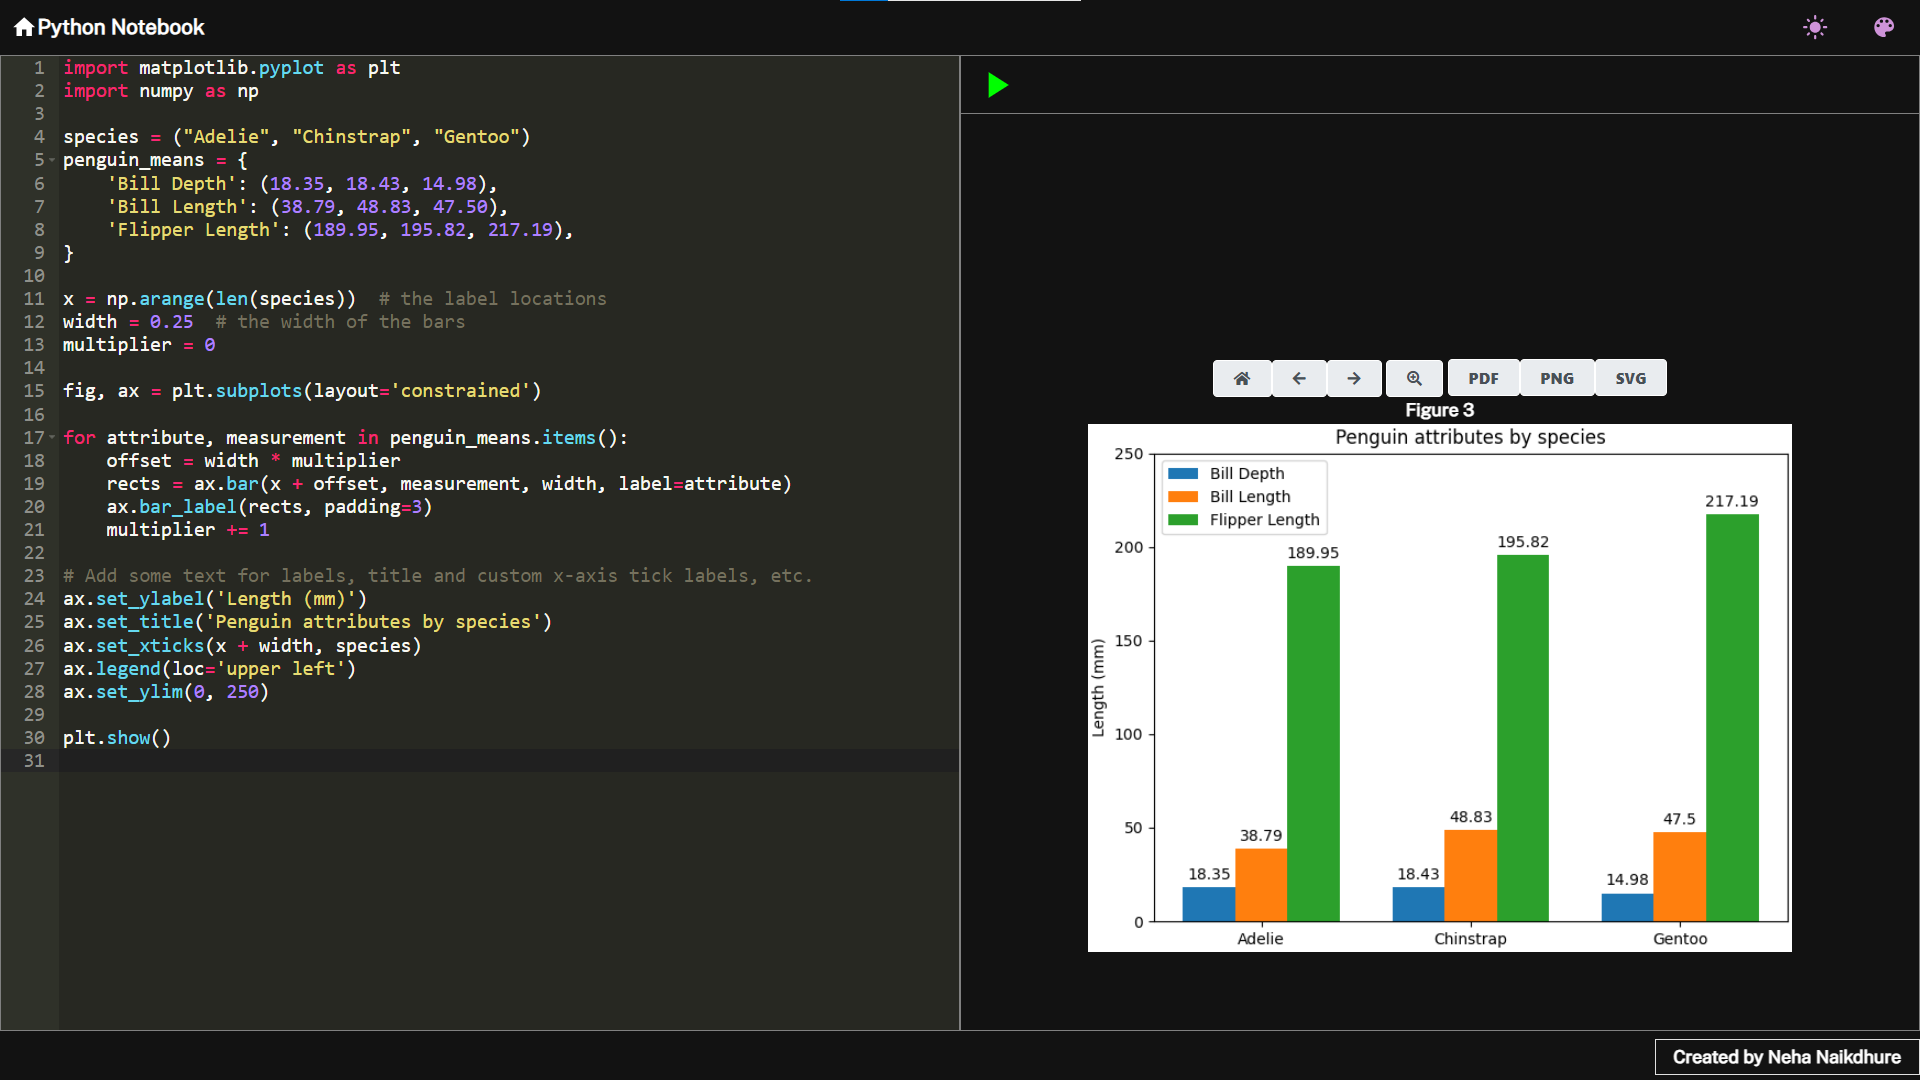 Python Notebook
1 import matplotlib.pyplot as plt
2 import numpy as np
3
4 species = ("Adelie", "Chinstrap", "Gentoo")
5 penguin_means = {
6     'Bill Depth': (18.35, 18.43, 14.98),
7     'Bill Length': (38.79, 48.83, 47.50),
8     'Flipper Length': (189.95, 195.82, 217.19),
9 }
10
11 x = np.arange(len(species))  # the label locations
12 width = 0.25  # the width of the bars
13 multiplier = 0
14
15 fig, ax = plt.subplots(layout='constrained')
16
17 for attribute, measurement in penguin_means.items():
18     offset = width * multiplier
19     rects = ax.bar(x + offset, measurement, width, label=attribute)
20     ax.bar_label(rects, padding=3)
21     multiplier += 1
22
23 # Add some text for labels, title and custom x-axis tick labels, etc.
24 ax.set_ylabel('Length (mm)')
25 ax.set_title('Penguin attributes by species')
26 ax.set_xticks(x + width, species)
27 ax.legend(loc='upper left')
28 ax.set_ylim(0, 250)
29
30 plt.show()
31
PDF PNG SVG
Figure 3
Penguin attributes by species
Bill Depth
Bill Length
Flipper Length
Length (mm)
250
200
150
100
50
0
18.35
38.79
189.95
18.43
48.83
195.82
14.98
47.5
217.19
Adelie Chinstrap Gentoo
Created by Neha Naikdhure